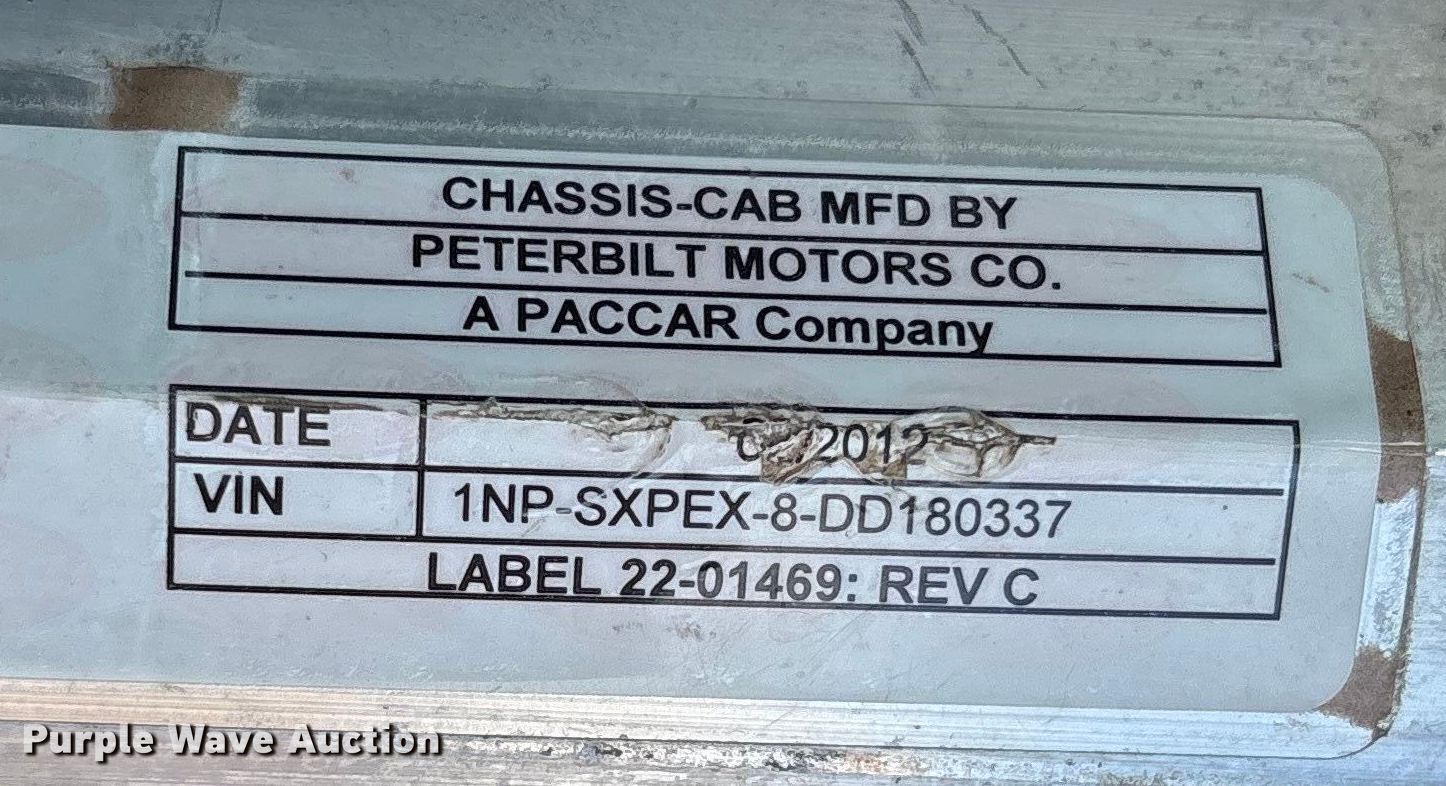 CHASSIS-CAB MFD BY
PETERBILT MOTORS CO.
A PACCAR Company
DATE 2012
VIN 1NP-SXPEX-8-DD180337
LABEL 22-01469: REV C
Purple Wave Auction